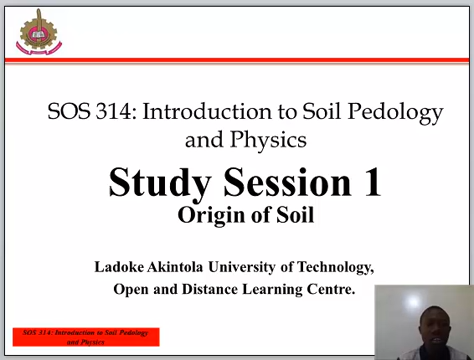 SOS 314: Introduction to Soil Pedology
and Physics
Study Session 1
Origin of Soil
Ladoke Akintola University of Technology,
Open and Distance Learning Centre.
SOS 314: Introduction to Soil Pedology
and Physics